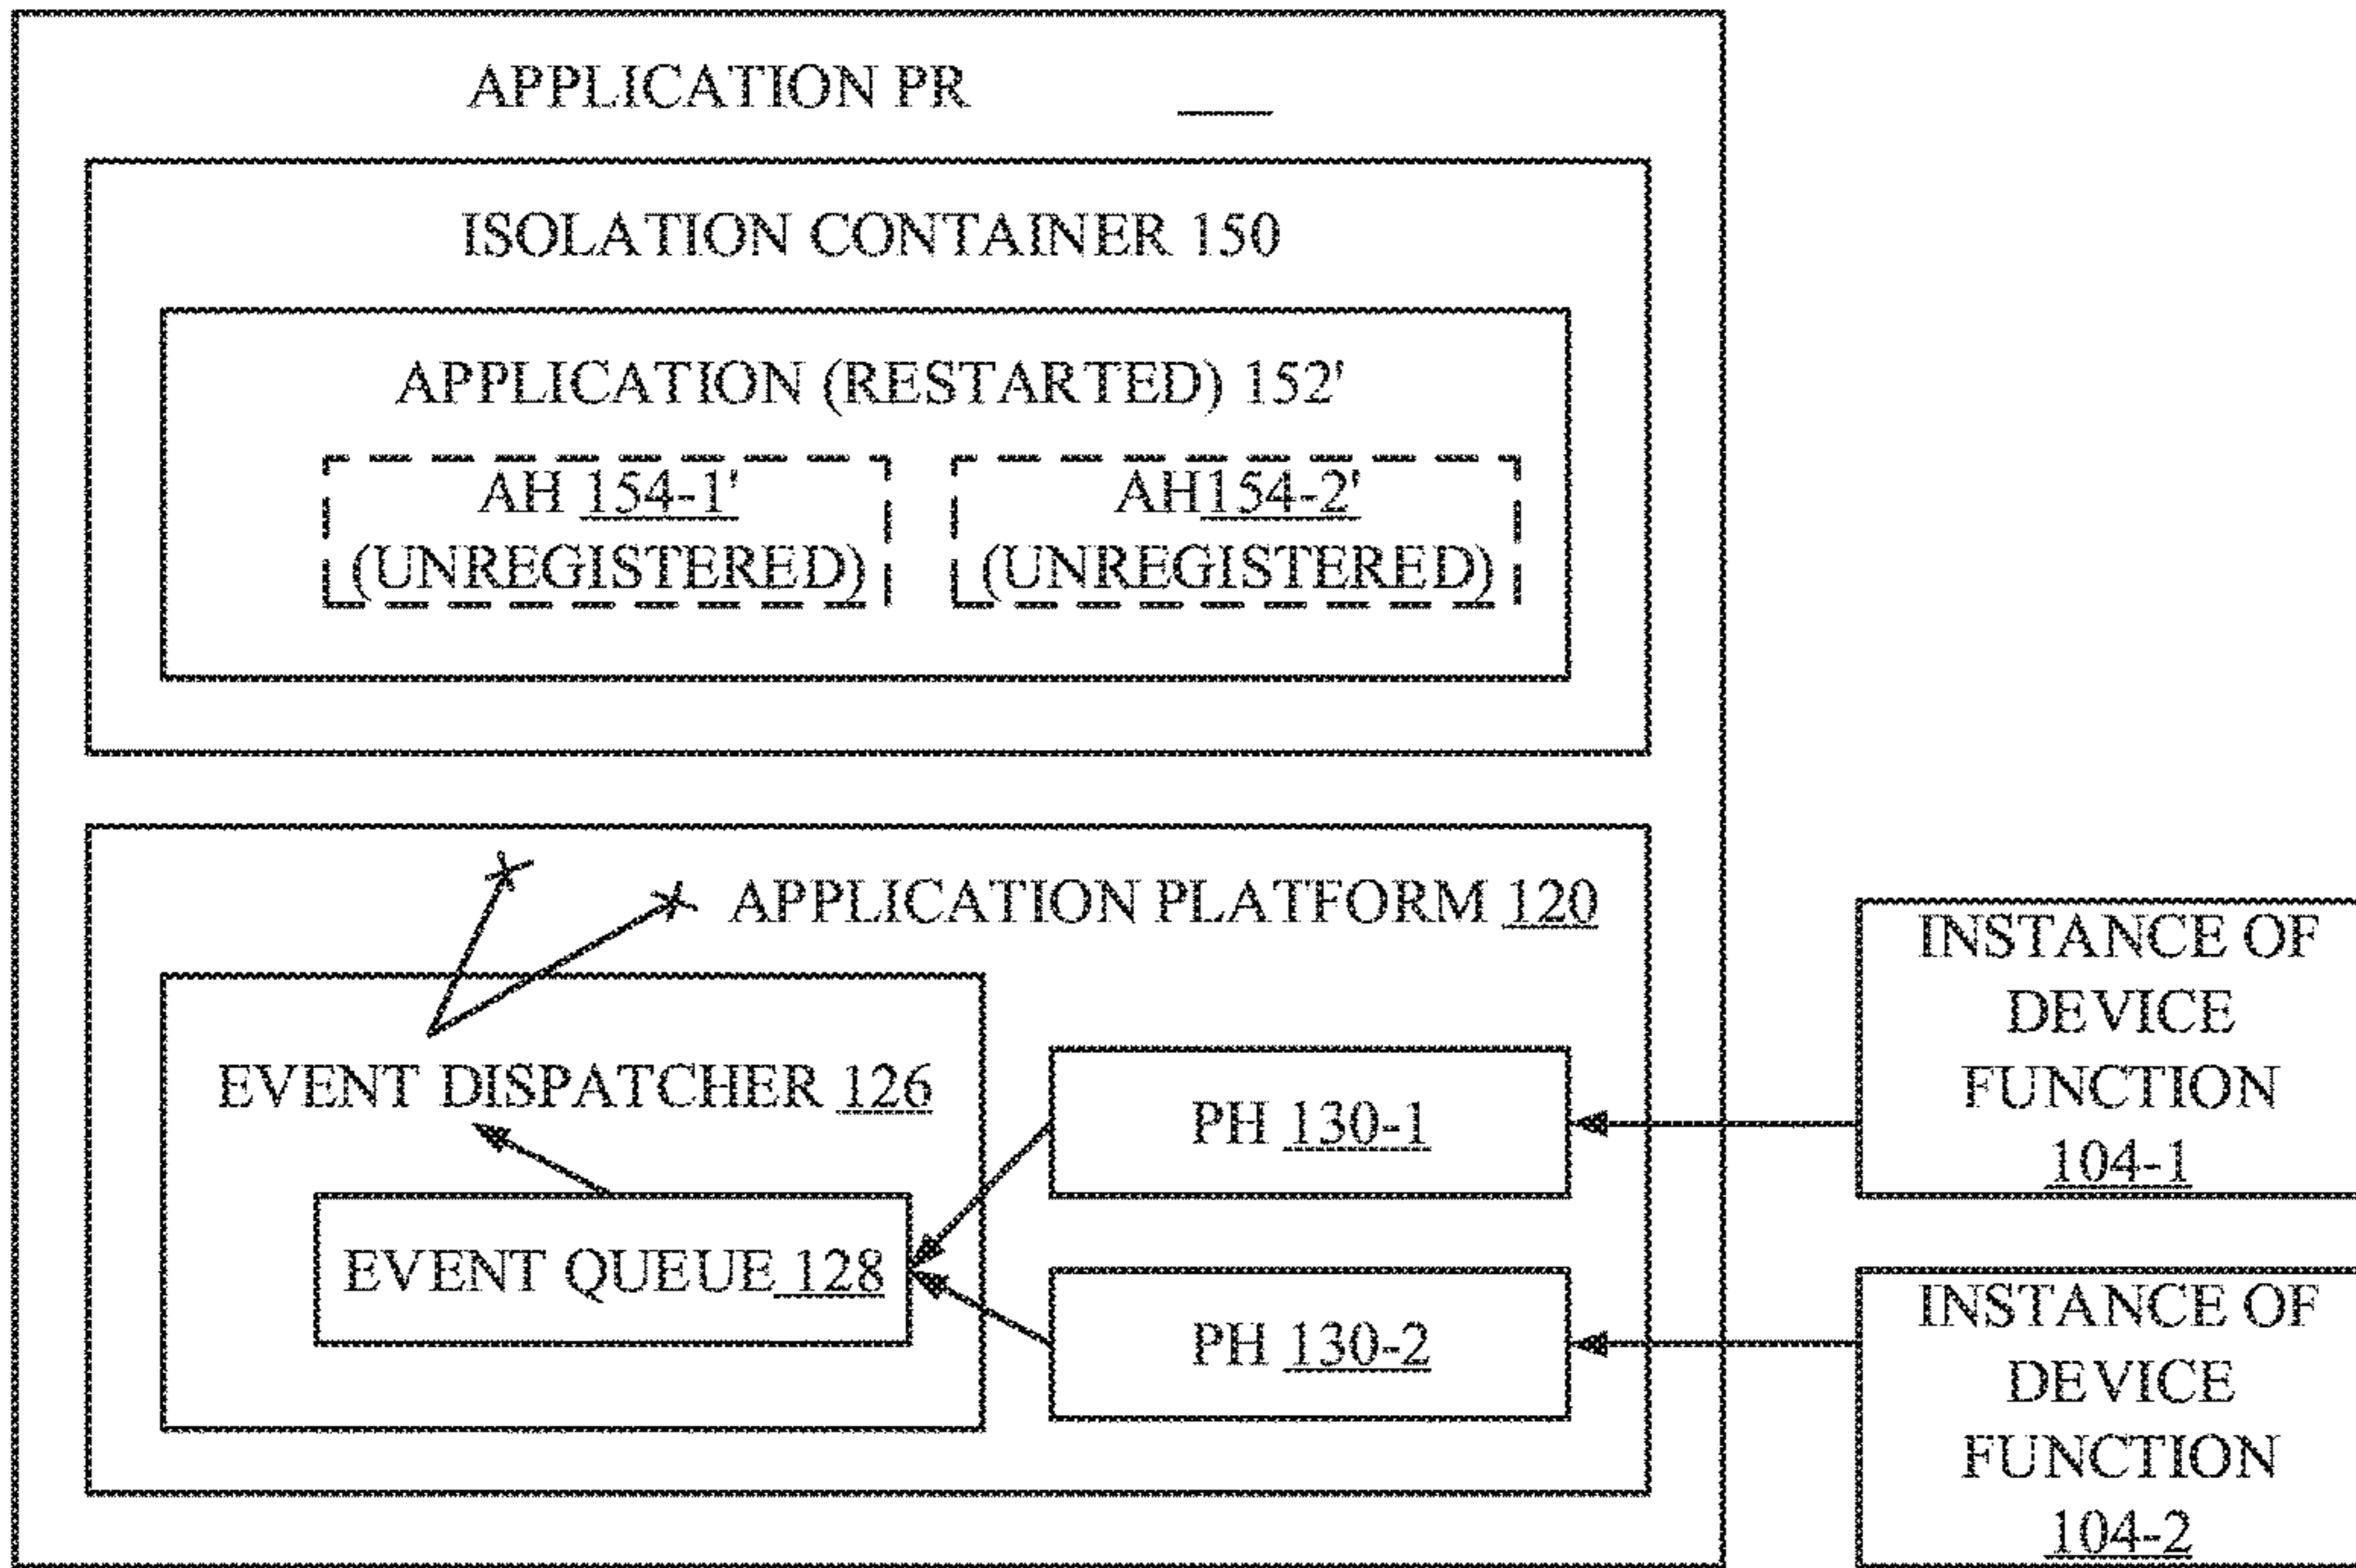 APPLICATION PR
ISOLATION CONTAINER 150
APPLICATION (RESTARTED) 152'
AH 154-1'
(UNREGISTERED)
AH154-2'
(UNREGISTERED)
APPLICATION PLATFORM 120
EVENT DISPATCHER 126
EVENT QUEUE 128
PH 130-1
PH 130-2
INSTANCE OF
DEVICE
FUNCTION
104-1
INSTANCE OF
DEVICE
FUNCTION
104-2